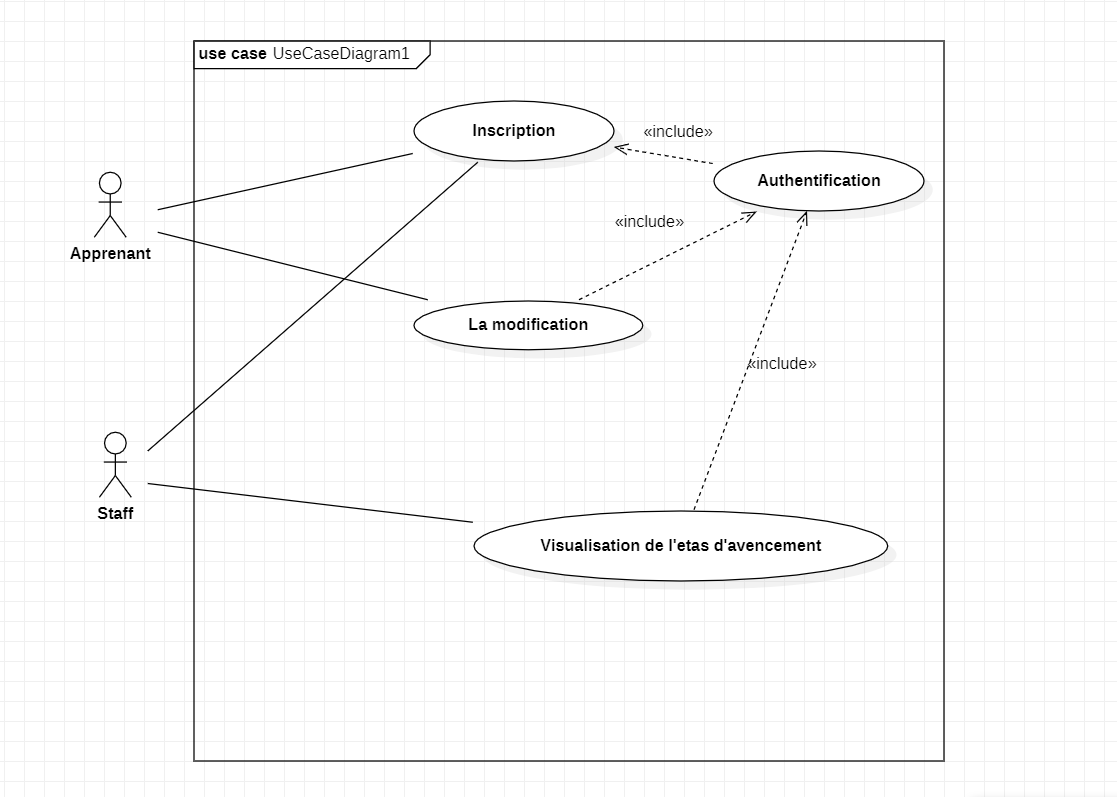 use case UseCaseDiagram1
Inscription
«include»
Authentification
«include»
Apprenant
La modification
«include»
Staff
Visualisation de l'etas d'avencement